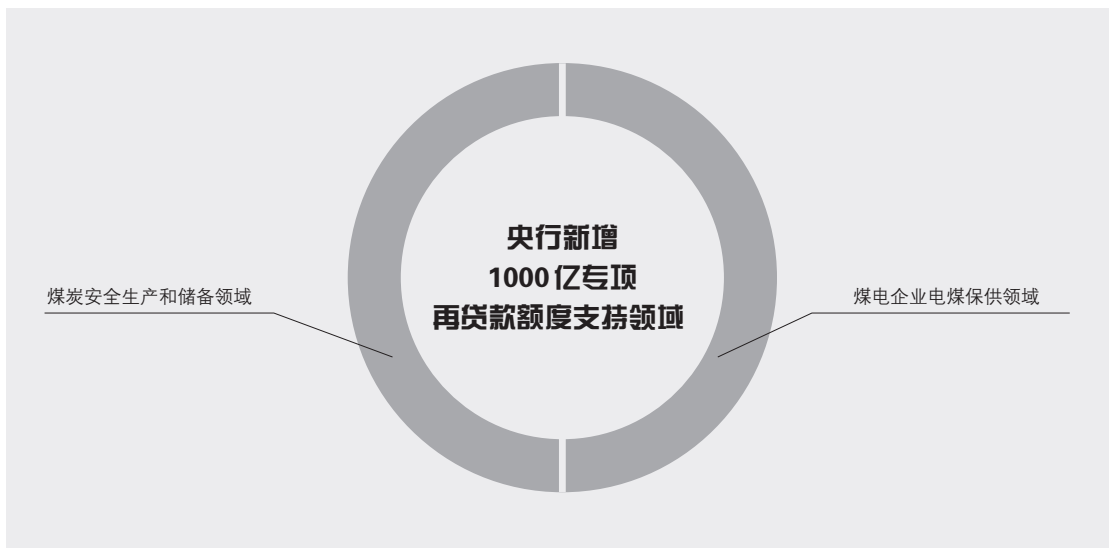 央行新增
1000亿专项
再贷款额度支持领域
煤炭安全生产和储备领域
煤电企业电煤保供领域